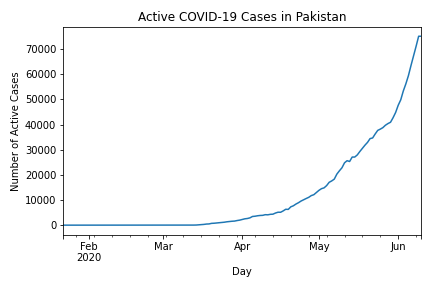 Active COVID-19 Cases in Pakistan
Number of Active Cases
70000
60000
50000
40000
30000
20000
10000
0
Feb Mar Apr May Jun
2020
Day